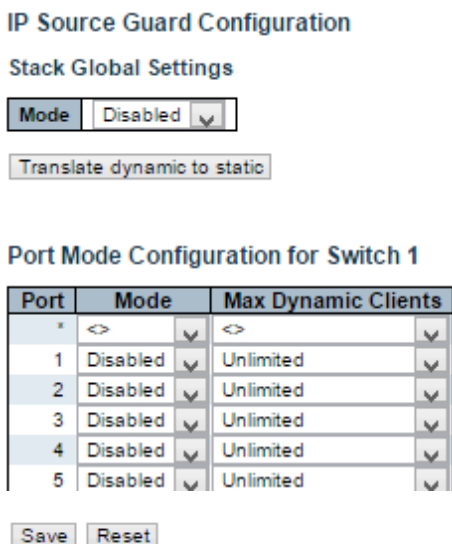 IP Source Guard Configuration
Stack Global Settings
Mode Disabled
Translate dynamic to static
Port Mode Configuration for Switch 1
Port Mode Max Dynamic Clients
* <> <>
1 Disabled Unlimited
2 Disabled Unlimited
3 Disabled Unlimited
4 Disabled Unlimited
5 Disabled Unlimited
Save Reset